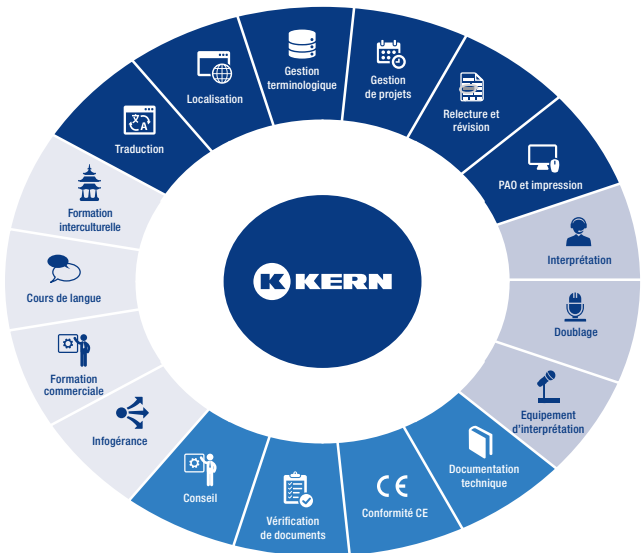 Gestion
terminologique
Gestion
de projets
Localisation
Relecture et
révision
Traduction
PAO et impression
Formation
interculturelle
Interprétation
K KERN
Cours de langue
Doublage
Formation
commerciale
Equipement
d'interprétation
Infogérance
Documentation
technique
Conseil
CE
Conformité CE
Vérification
de documents